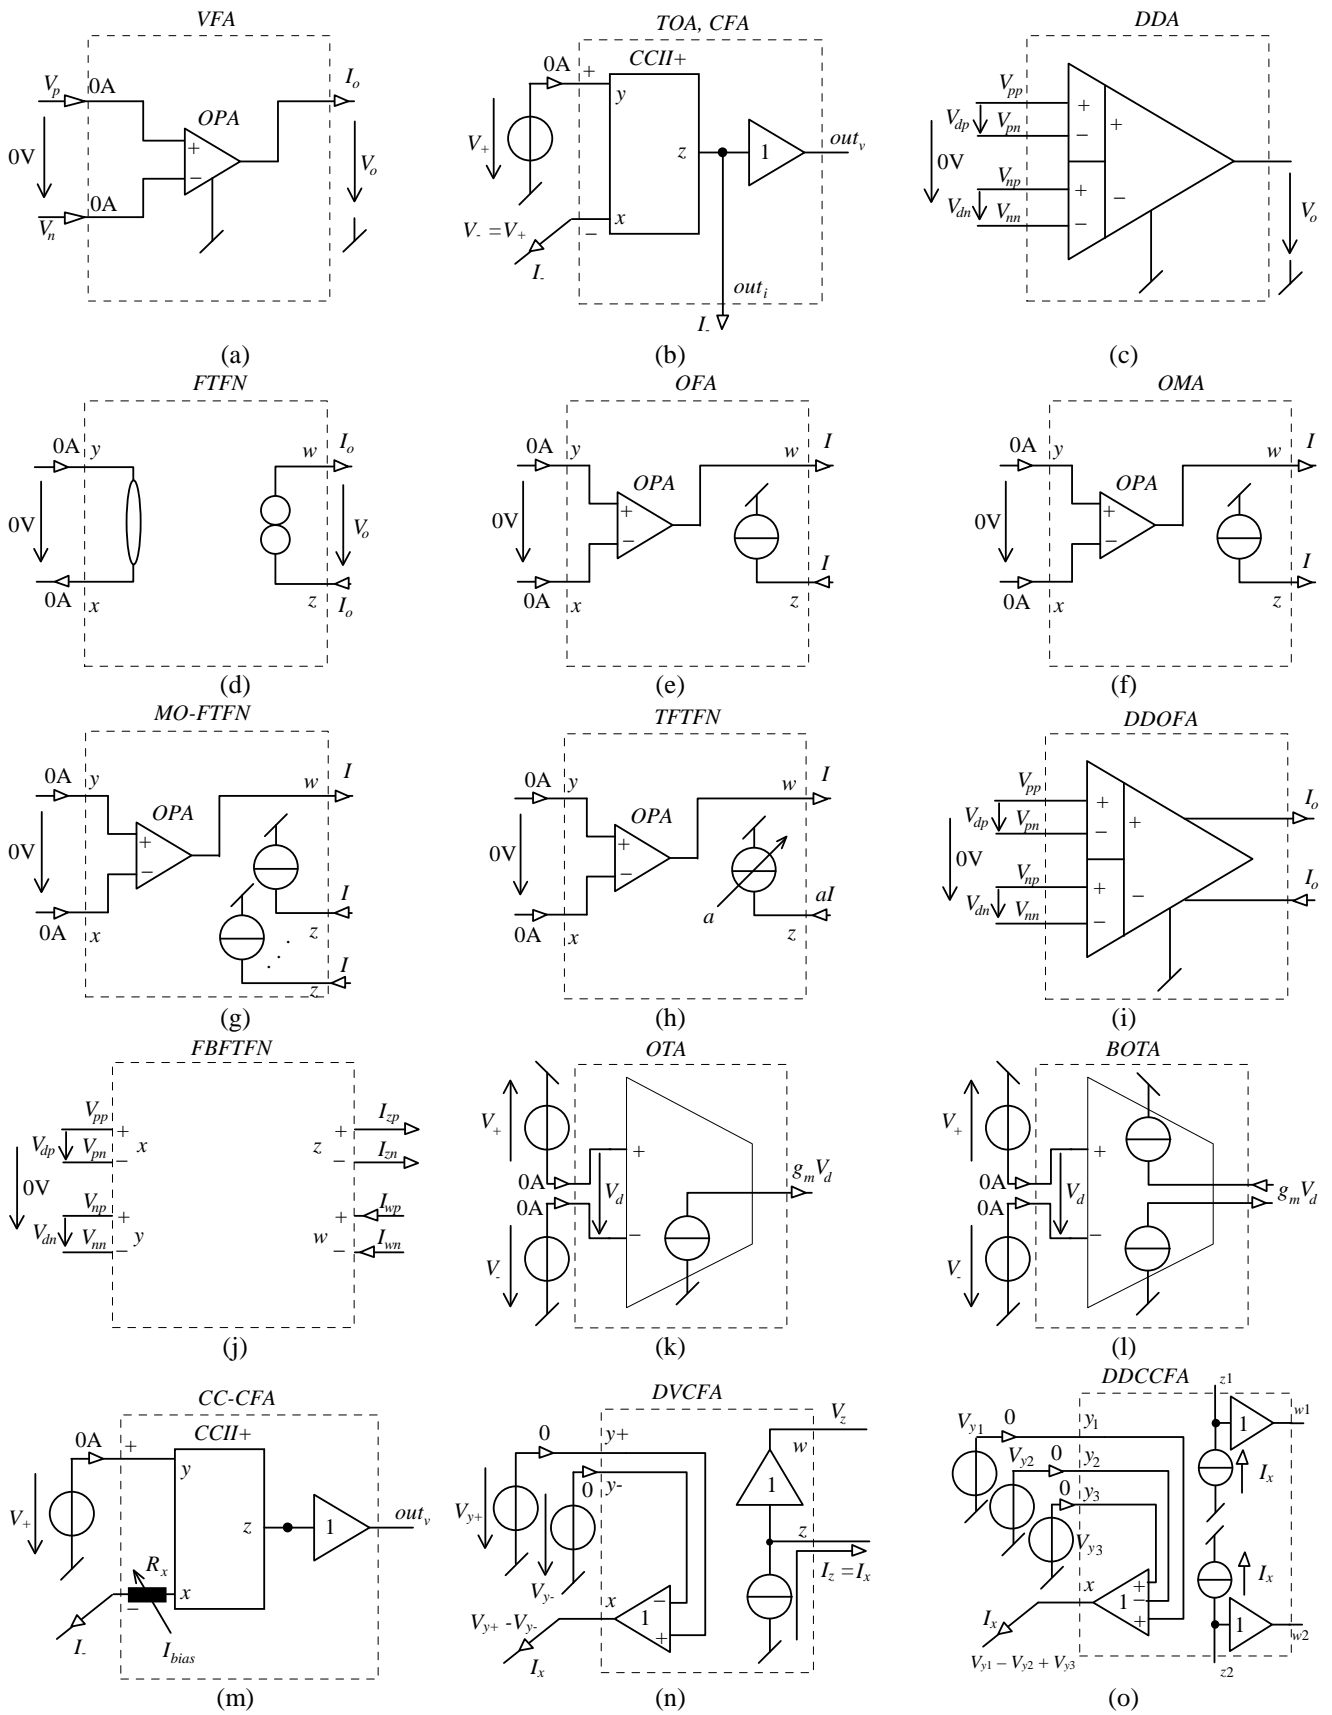 VFA
V_p
0A
I_o
OPA
+
−
0V
V_o
0A
V_n
(a)
TOA, CFA
CCII+
0A
+
y
V_+
z
1
out_v
V_- = V_+
x
−
I_-
out_i
I_-
(b)
DDA
V_pp
V_dp
V_pn
0V
V_np
V_dn
V_nn
+
−
+
−
+
−
V_o
(c)
FTFN
0A
y
w
I_o
0V
V_o
0A
x
z
I_o
(d)
OFA
0A
y
w
I
OPA
+
−
0V
I
0A
x
z
(e)
OMA
0A
y
w
I
OPA
+
−
0V
I
0A
x
z
(f)
MO-FTFN
0A
y
w
I
OPA
+
−
0V
I
0A
x
z
I
z
(g)
TFTFN
0A
y
w
I
OPA
+
−
0V
a
aI
0A
x
z
(h)
DDOFA
V_pp
V_dp
V_pn
0V
V_np
V_dn
V_nn
+
−
+
−
+
−
I_o
I_o
(i)
FBFTFN
V_pp
+
x
V_dp
V_pn
−
0V
V_np
+
V_dn
V_nn
−
y
z
+
I_zp
−
I_zn
+
I_wp
w
−
I_wn
(j)
OTA
V_+
+
0A
0A
V_d
g_m V_d
−
V_-
(k)
BOTA
V_+
+
0A
0A
V_d
g_m V_d
−
V_-
(l)
CC-CFA
CCII+
0A
+
y
V_+
z
1
out_v
R_x
x
−
I_-
I_bias
(m)
DVCFA
0
y+
0
y-
V_y+
V_y-
V_z
w
1
z
I_z = I_x
x
1
−
+
V_y+ - V_y-
I_x
(n)
DDCCFA
z1
w1
1
V_y1
0
y_1
V_y2
0
y_2
0
y_3
V_y3
I_x
I_x
x
1
+
−
+
I_x
V_y1 − V_y2 + V_y3
1
w2
z2
(o)